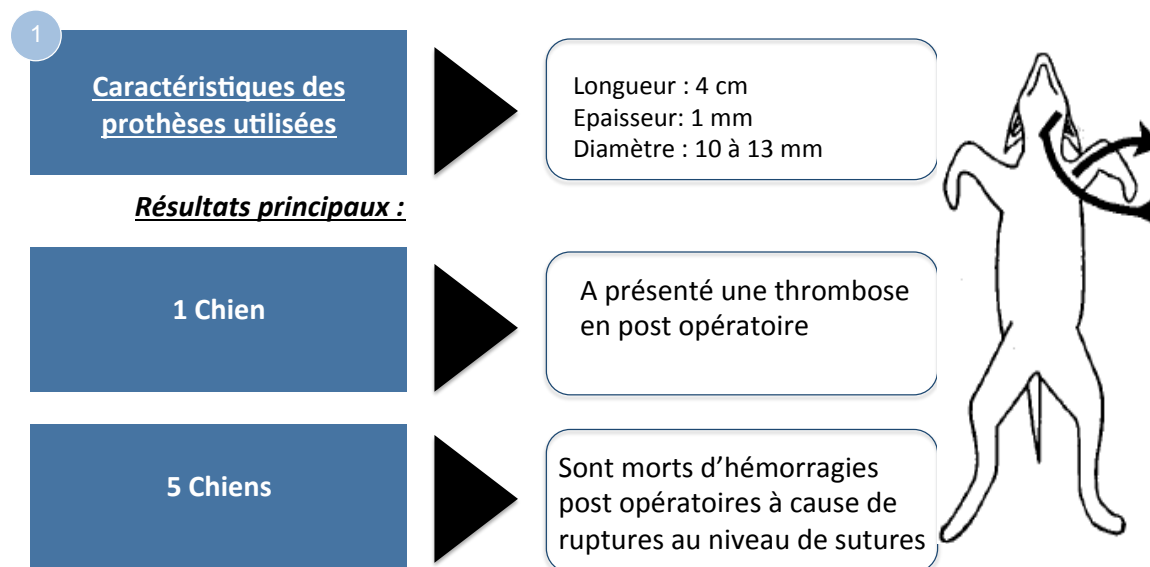 1
Caractéristiques des
prothèses utilisées
Longueur : 4 cm
Epaisseur: 1 mm
Diamètre : 10 à 13 mm
Résultats principaux :
1 Chien
A présenté une thrombose
en post opératoire
5 Chiens
Sont morts d’hémorragies
post opératoires à cause de
ruptures au niveau de sutures